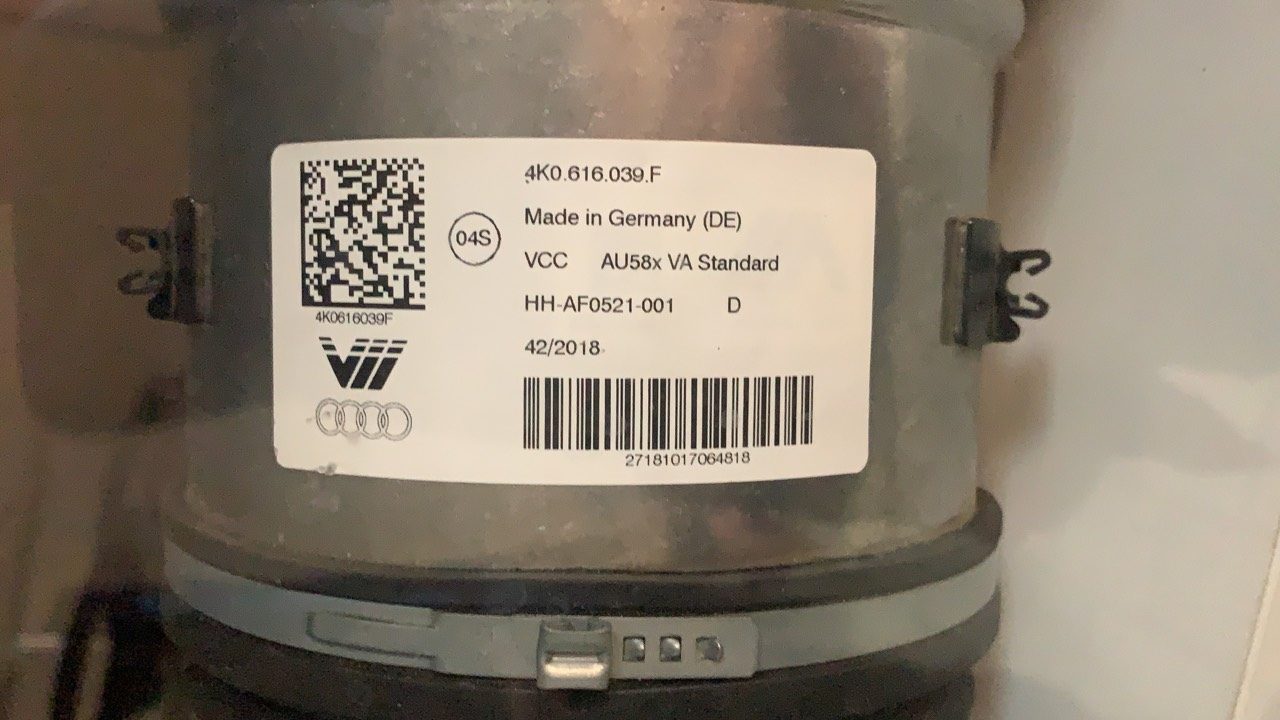 4K0.616.039.F
04S
Made in Germany (DE)
VCC AU58x VA Standard
HH-AF0521-001 D
42/2018
4K0616039F
27181017064818